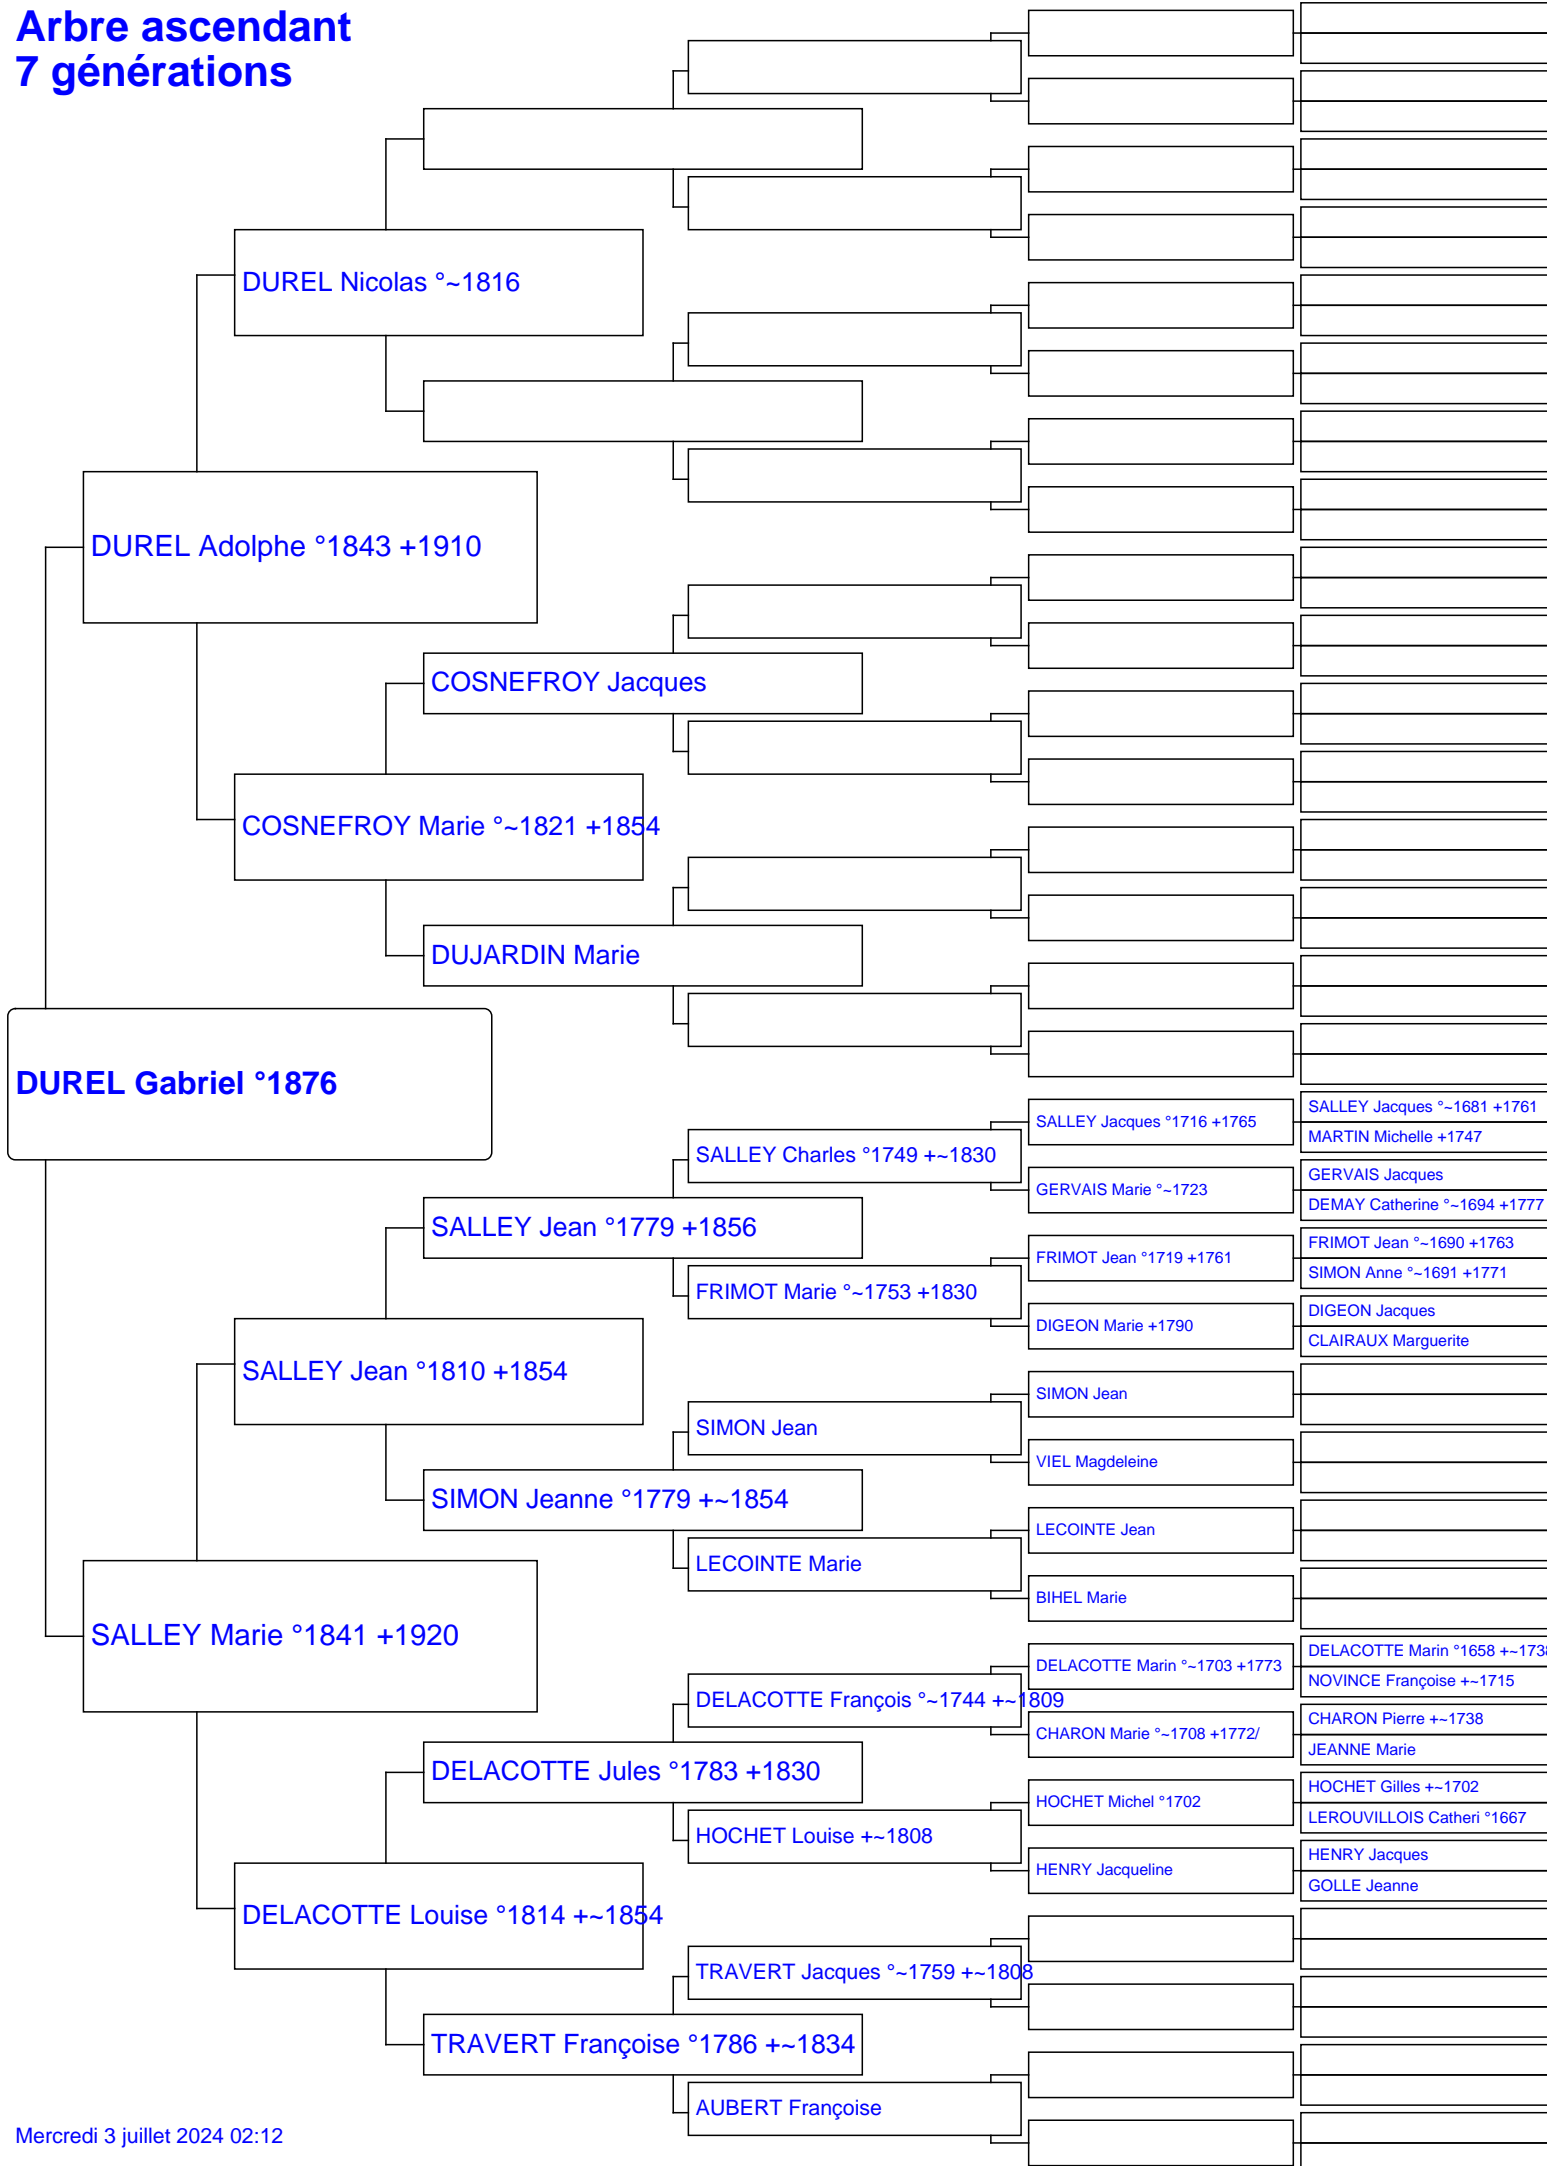 Arbre ascendant
7 générations
DUREL Nicolas °~1816
DUREL Adolphe °1843 +1910
COSNEFROY Jacques
COSNEFROY Marie °~1821 +1854
DUJARDIN Marie
DUREL Gabriel °1876
SALLEY Jacques °~1681 +1761
SALLEY Jacques °1716 +1765
MARTIN Michelle +1747
SALLEY Charles °1749 +~1830
GERVAIS Jacques
GERVAIS Marie °~1723
DEMAY Catherine °~1694 +1777
SALLEY Jean °1779 +1856
FRIMOT Jean °~1690 +1763
FRIMOT Jean °1719 +1761
SIMON Anne °~1691 +1771
FRIMOT Marie °~1753 +1830
DIGEON Jacques
DIGEON Marie +1790
CLAIRAUX Marguerite
SALLEY Jean °1810 +1854
SIMON Jean
SIMON Jean
VIEL Magdeleine
SIMON Jeanne °1779 +~1854
LECOINTE Jean
LECOINTE Marie
BIHEL Marie
SALLEY Marie °1841 +1920
DELACOTTE Marin °1658 +~1738
DELACOTTE Marin °~1703 +1773
NOVINCE Françoise +~1715
DELACOTTE François °~1744 +~1809
CHARON Pierre +~1738
CHARON Marie °~1708 +1772/
JEANNE Marie
DELACOTTE Jules °1783 +1830
HOCHET Gilles +~1702
HOCHET Michel °1702
LEROUVILLOIS Catheri °1667
HOCHET Louise +~1808
HENRY Jacques
HENRY Jacqueline
GOLLE Jeanne
DELACOTTE Louise °1814 +~1854
TRAVERT Jacques °~1759 +~1808
TRAVERT Françoise °1786 +~1834
AUBERT Françoise
Mercredi 3 juillet 2024 02:12